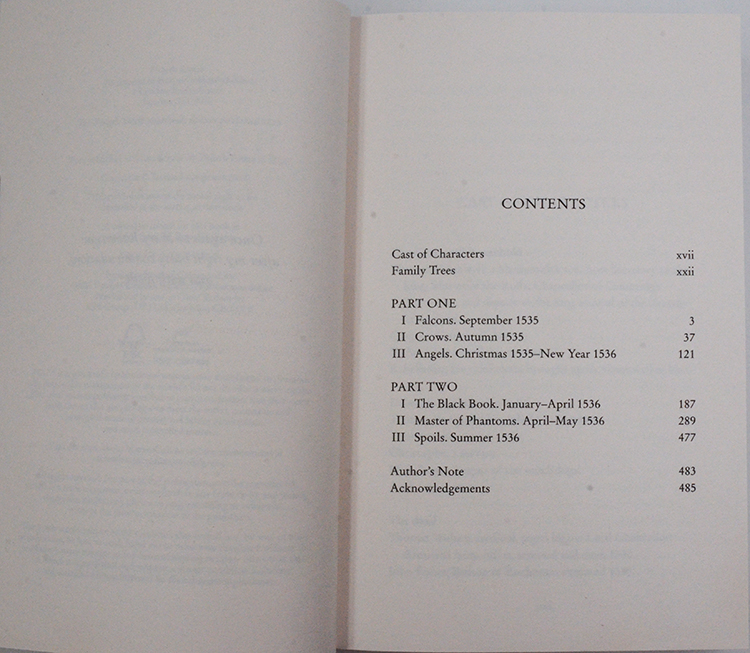 CONTENTS
Cast of Characters xvii
Family Trees xxii
PART ONE
I Falcons. September 1535 3
II Crows. Autumn 1535 37
III Angels. Christmas 1535–New Year 1536 121
PART TWO
I The Black Book. January–April 1536 187
II Master of Phantoms. April–May 1536 289
III Spoils. Summer 1536 477
Author's Note 483
Acknowledgements 485